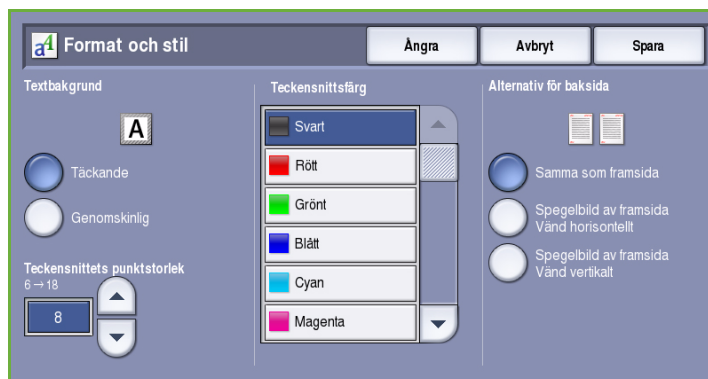 Format och stil
Ångra
Avbryt
Spara
Textbakgrund
A
Täckande
Genomskinlig
Teckensnittets punktstorlek
6→18
8
Teckensnittsfärg
Svart
Rött
Grönt
Blått
Cyan
Magenta
Alternativ för baksida
Samma som framsida
Spegelbild av framsida
Vänd horisontellt
Spegelbild av framsida
Vänd vertikalt